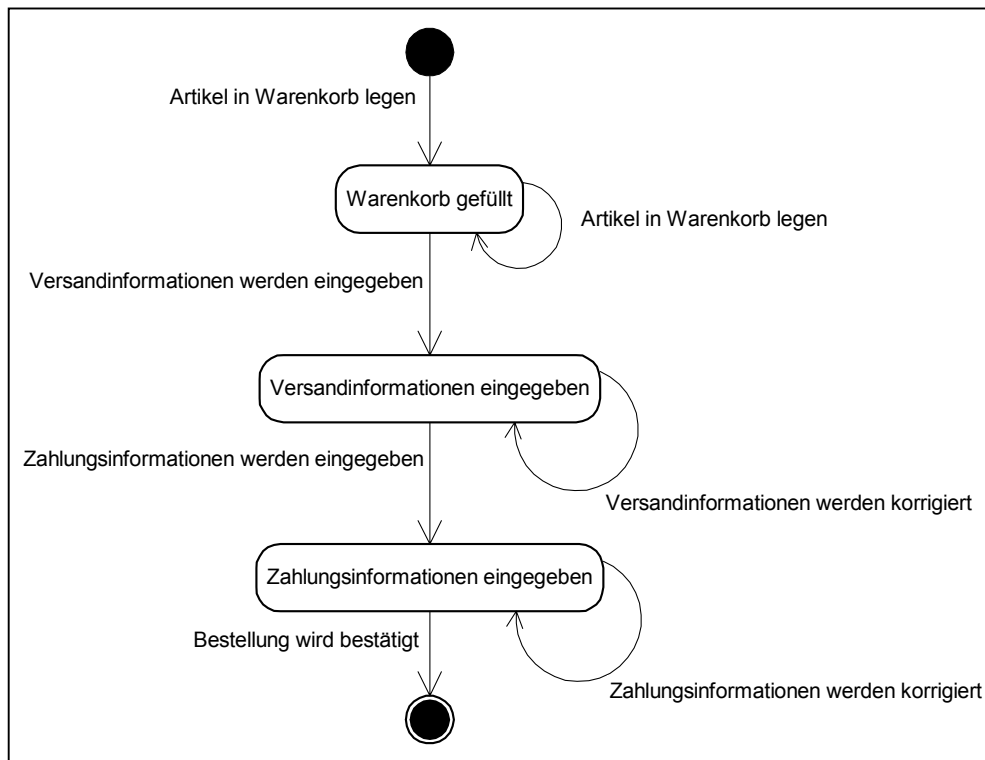 Artikel in Warenkorb legen
Warenkorb gefüllt
Artikel in Warenkorb legen
Versandinformationen werden eingegeben
Versandinformationen eingegeben
Zahlungsinformationen werden eingegeben
Versandinformationen werden korrigiert
Zahlungsinformationen eingegeben
Bestellung wird bestätigt
Zahlungsinformationen werden korrigiert